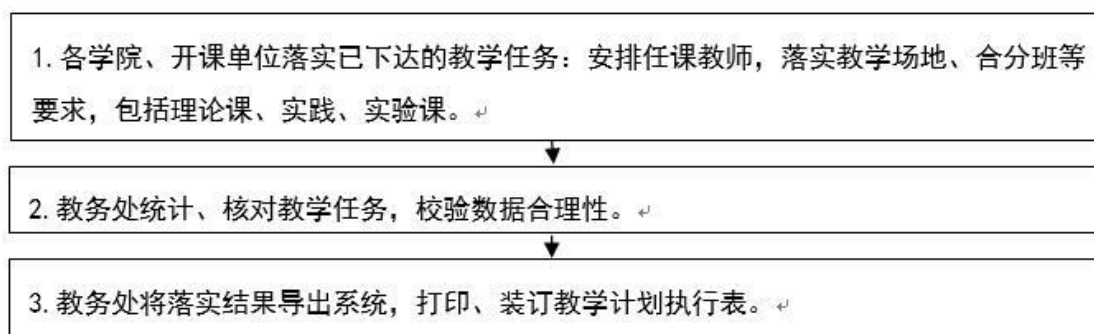 1. 各学院、开课单位落实已下达的教学任务：安排任课教师，落实教学场地、合分班等
要求，包括理论课、实践、实验课。
2. 教务处统计、核对教学任务，校验数据合理性。
3. 教务处将落实结果导出系统，打印、装订教学计划执行表。